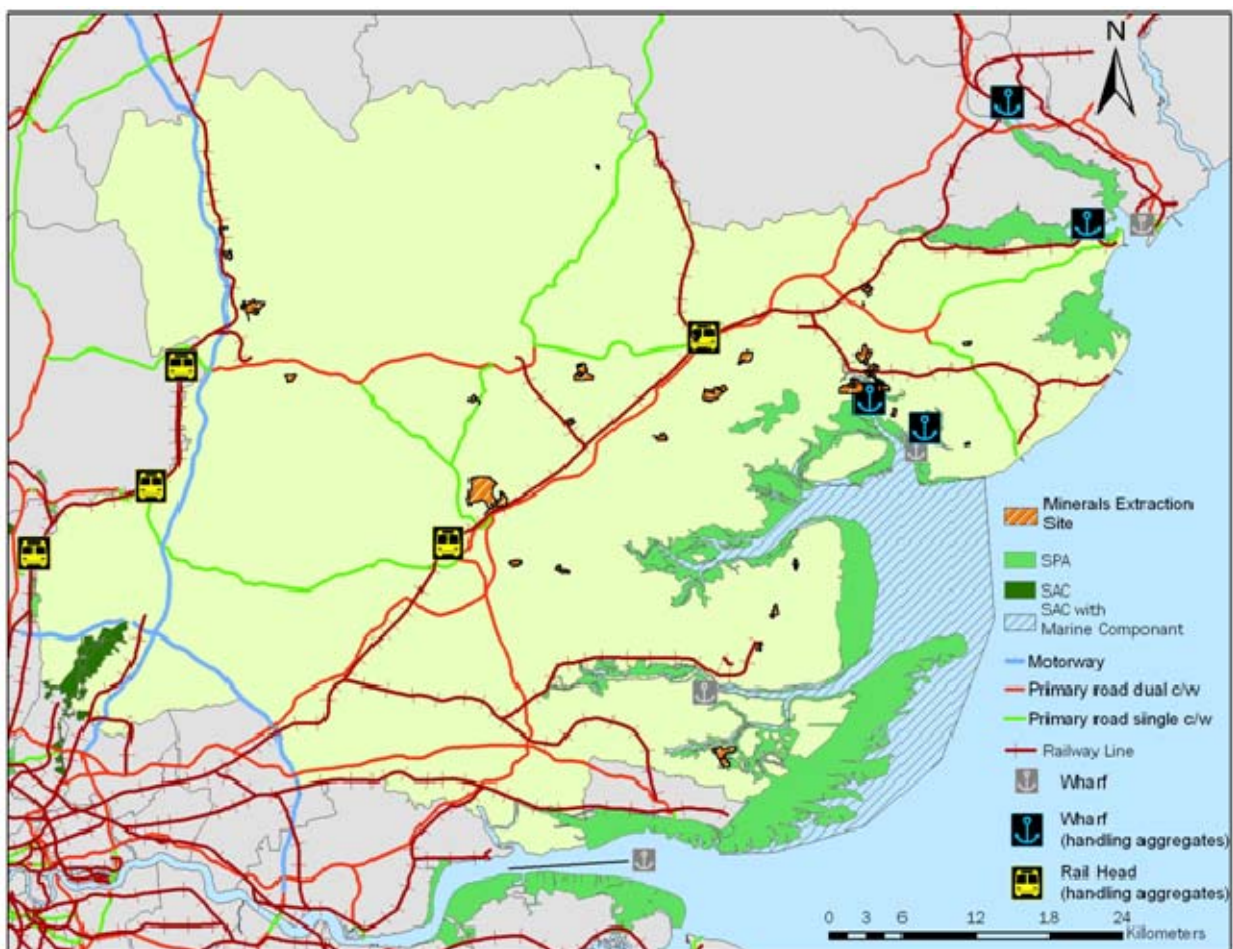 N
Minerals Extraction
Site
SPA
SAC
SAC with
Marine Componant
Motorway
Primary road dual c/w
Primary road single c/w
Railway Line
Wharf
Wharf
(handling aggregates)
Rail Head
(handling aggregates)
0 3 6 12 18 24
Kilometers